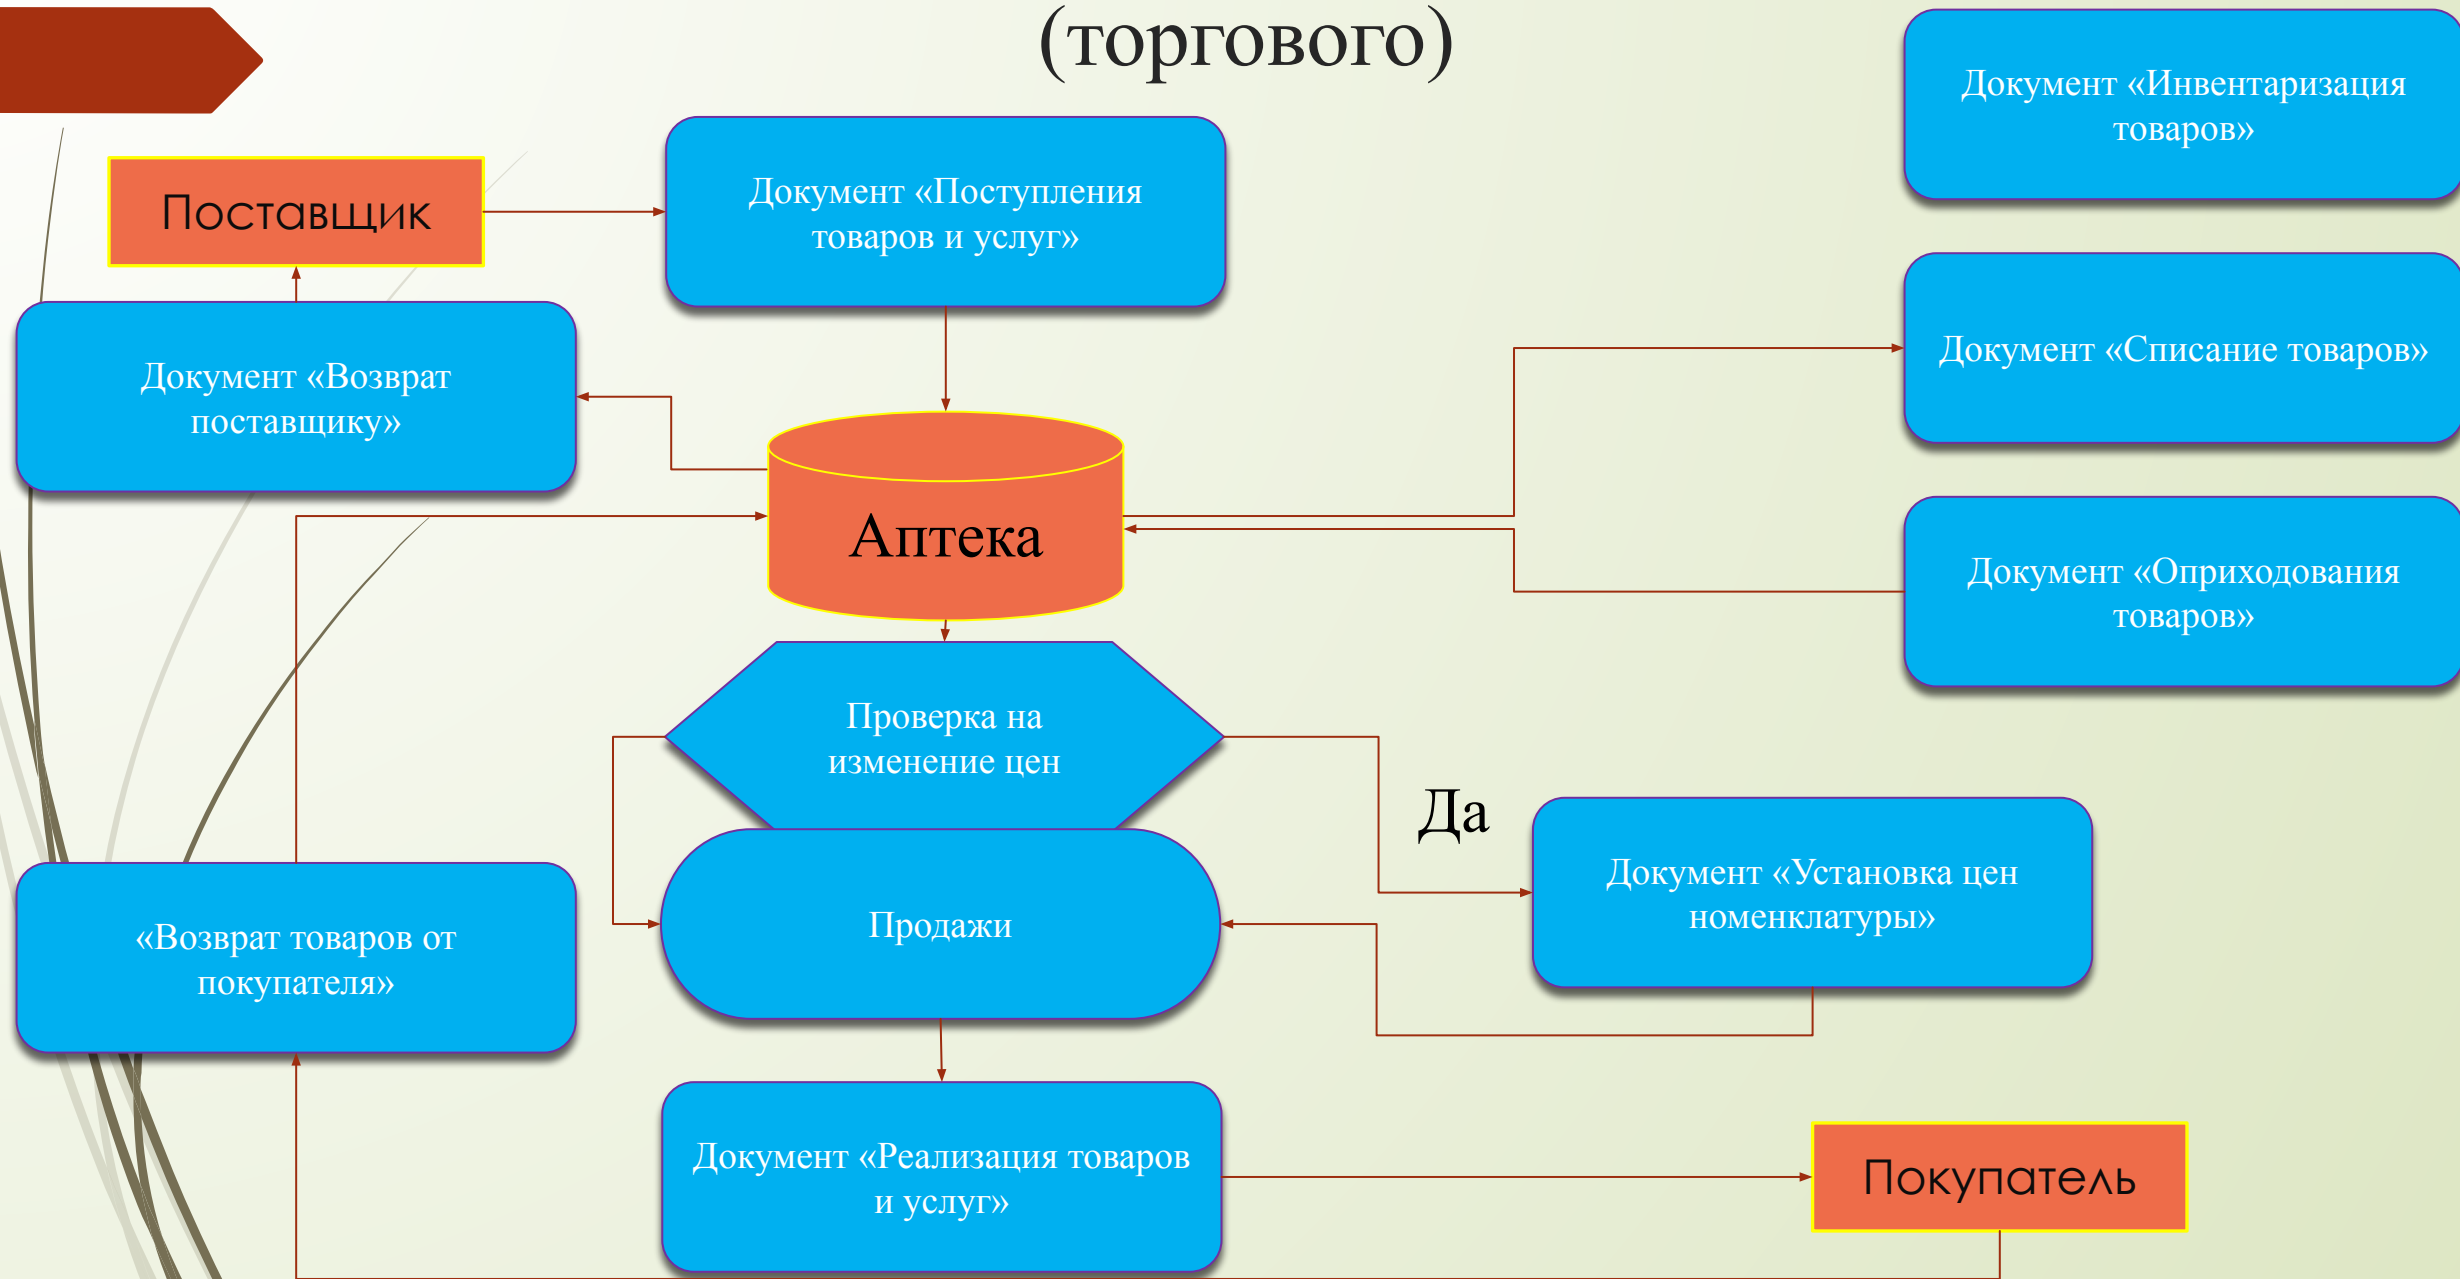 (торгового)
Документ «Инвентаризация
товаров»
Поставщик
Документ «Поступления
товаров и услуг»
Документ «Возврат
поставщику»
Документ «Списание товаров»
Аптека
Документ «Оприходования
товаров»
Проверка на
изменение цен
Да
Документ «Установка цен
номенклатуры»
Продажи
«Возврат товаров от
покупателя»
Документ «Реализация товаров
и услуг»
Покупатель